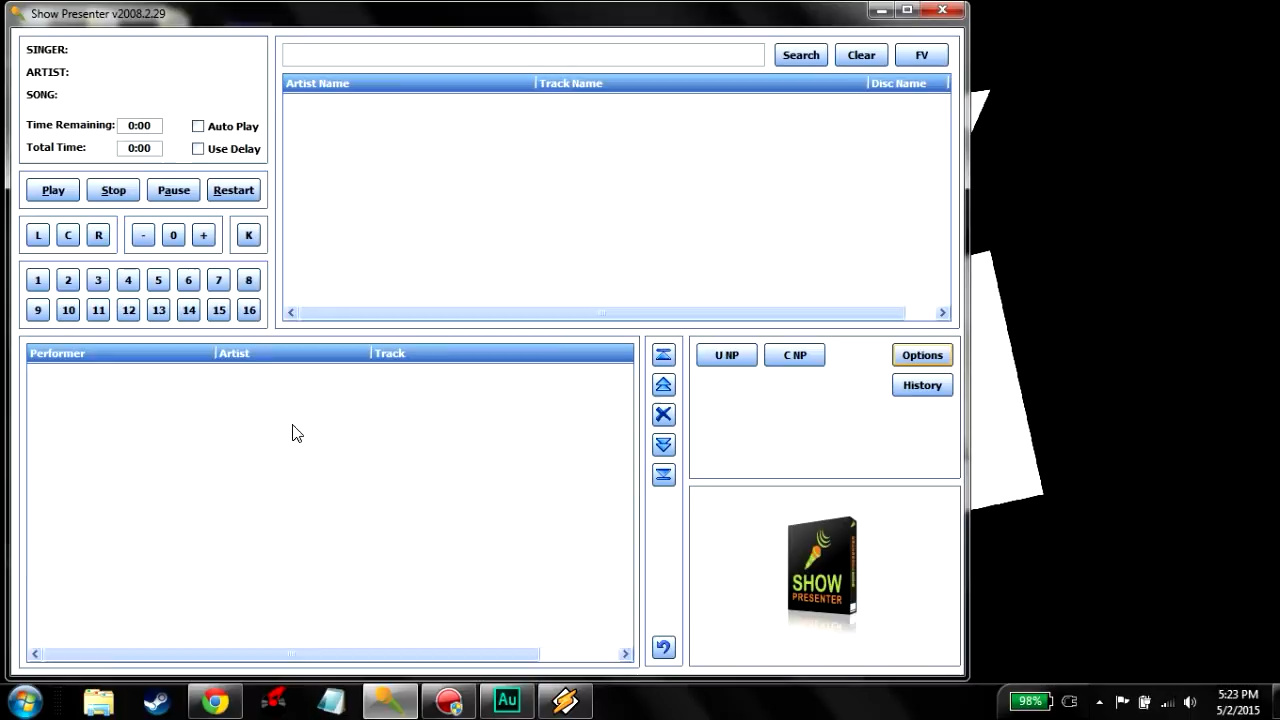 Show Presenter v2008.2.29
SINGER:
ARTIST:
SONG:
Time Remaining: 0:00
Auto Play
Total Time: 0:00
Use Delay
Search
Clear
FV
Artist Name
Track Name
Disc Name
Play
Stop
Pause
Restart
L
C
R
-
0
+
K
1
2
3
4
5
6
7
8
9
10
11
12
13
14
15
16
Performer
Artist
Track
U NP
C NP
Options
History
SHOW
PRESENTER
Au
98%
5:23 PM
5/2/2015